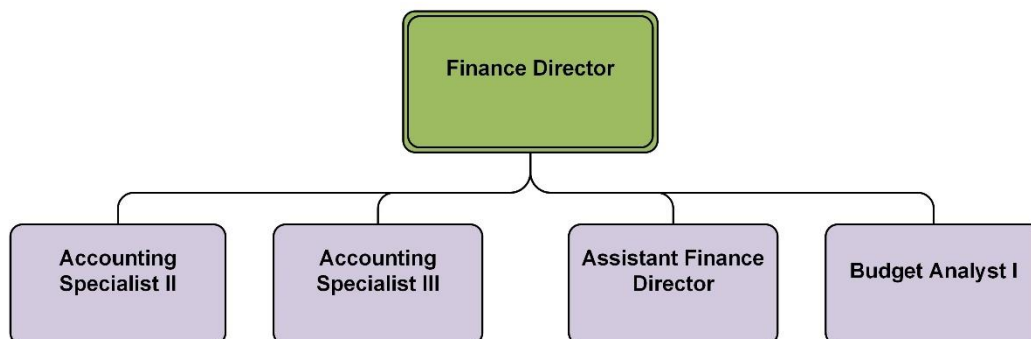 Finance Director
Accounting
Specialist II
Accounting
Specialist III
Assistant Finance
Director
Budget Analyst I